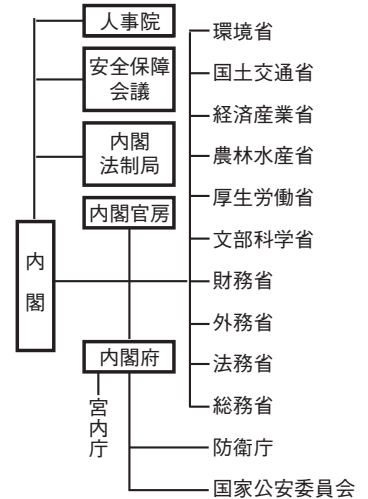 人事院
安全保障
会議
内閣
法制局
内閣官房
内閣
内閣府
宮内庁
環境省
国土交通省
経済産業省
農林水産省
厚生労働省
文部科学省
財務省
外務省
法務省
総務省
防衛庁
国家公安委員会